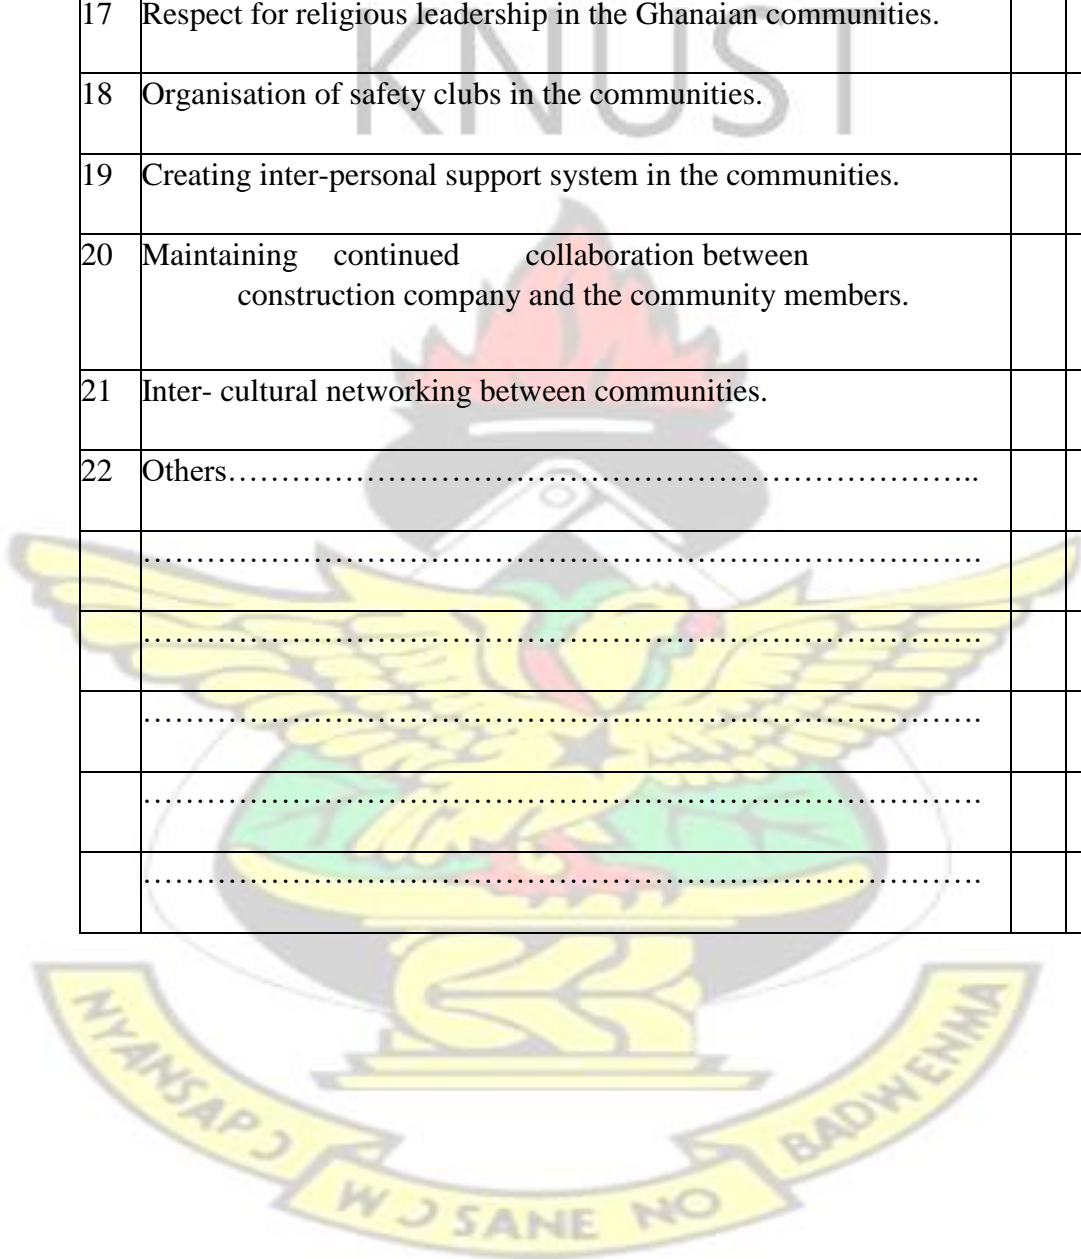 KNUST
17 Respect for religious leadership in the Ghanaian communities.
18 Organisation of safety clubs in the communities.
19 Creating inter-personal support system in the communities.
20 Maintaining continued collaboration between
construction company and the community members.
21 Inter- cultural networking between communities.
22 Others…………………………………………………………………..
………………………………………………………………………….
………………………………………………………………………….
………………………………………………………………………….
………………………………………………………………………….
………………………………………………………………………….
NYANSAPƆ
WƆSANE NO
BADWENMA